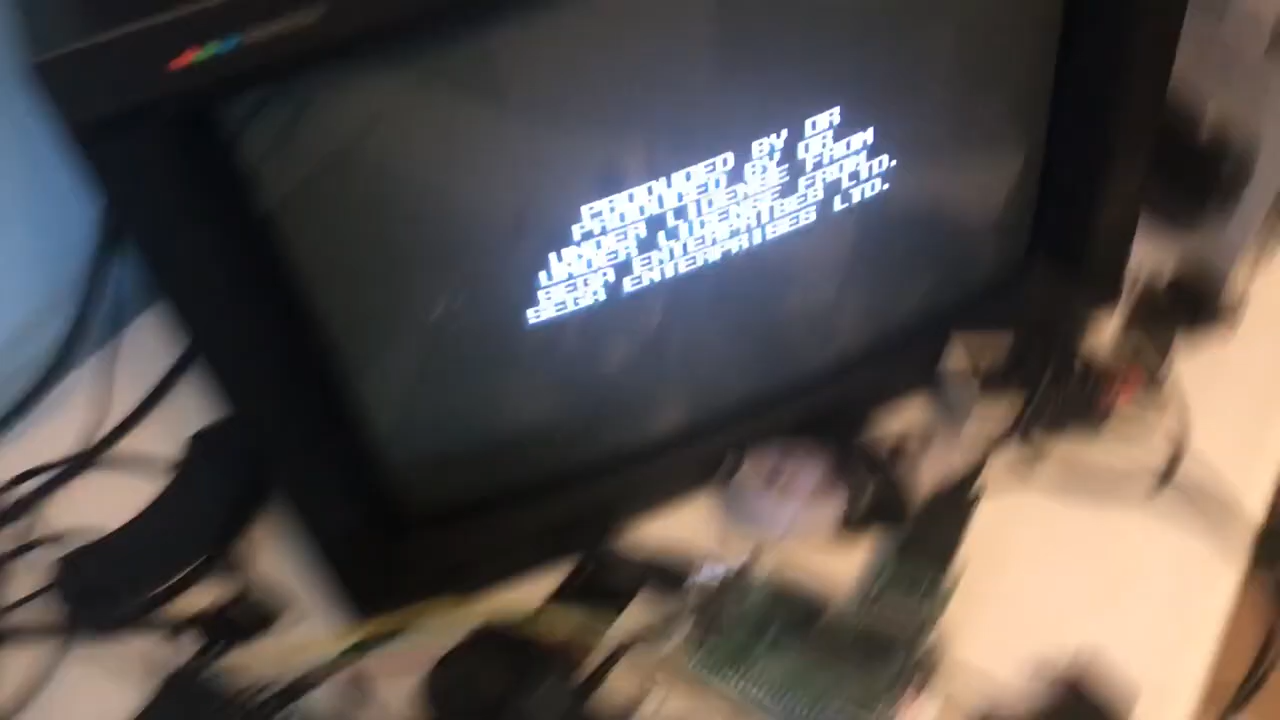 PRODUCED BY OR
UNDER LICENSE FROM
SEGA ENTERPRISES LTD.